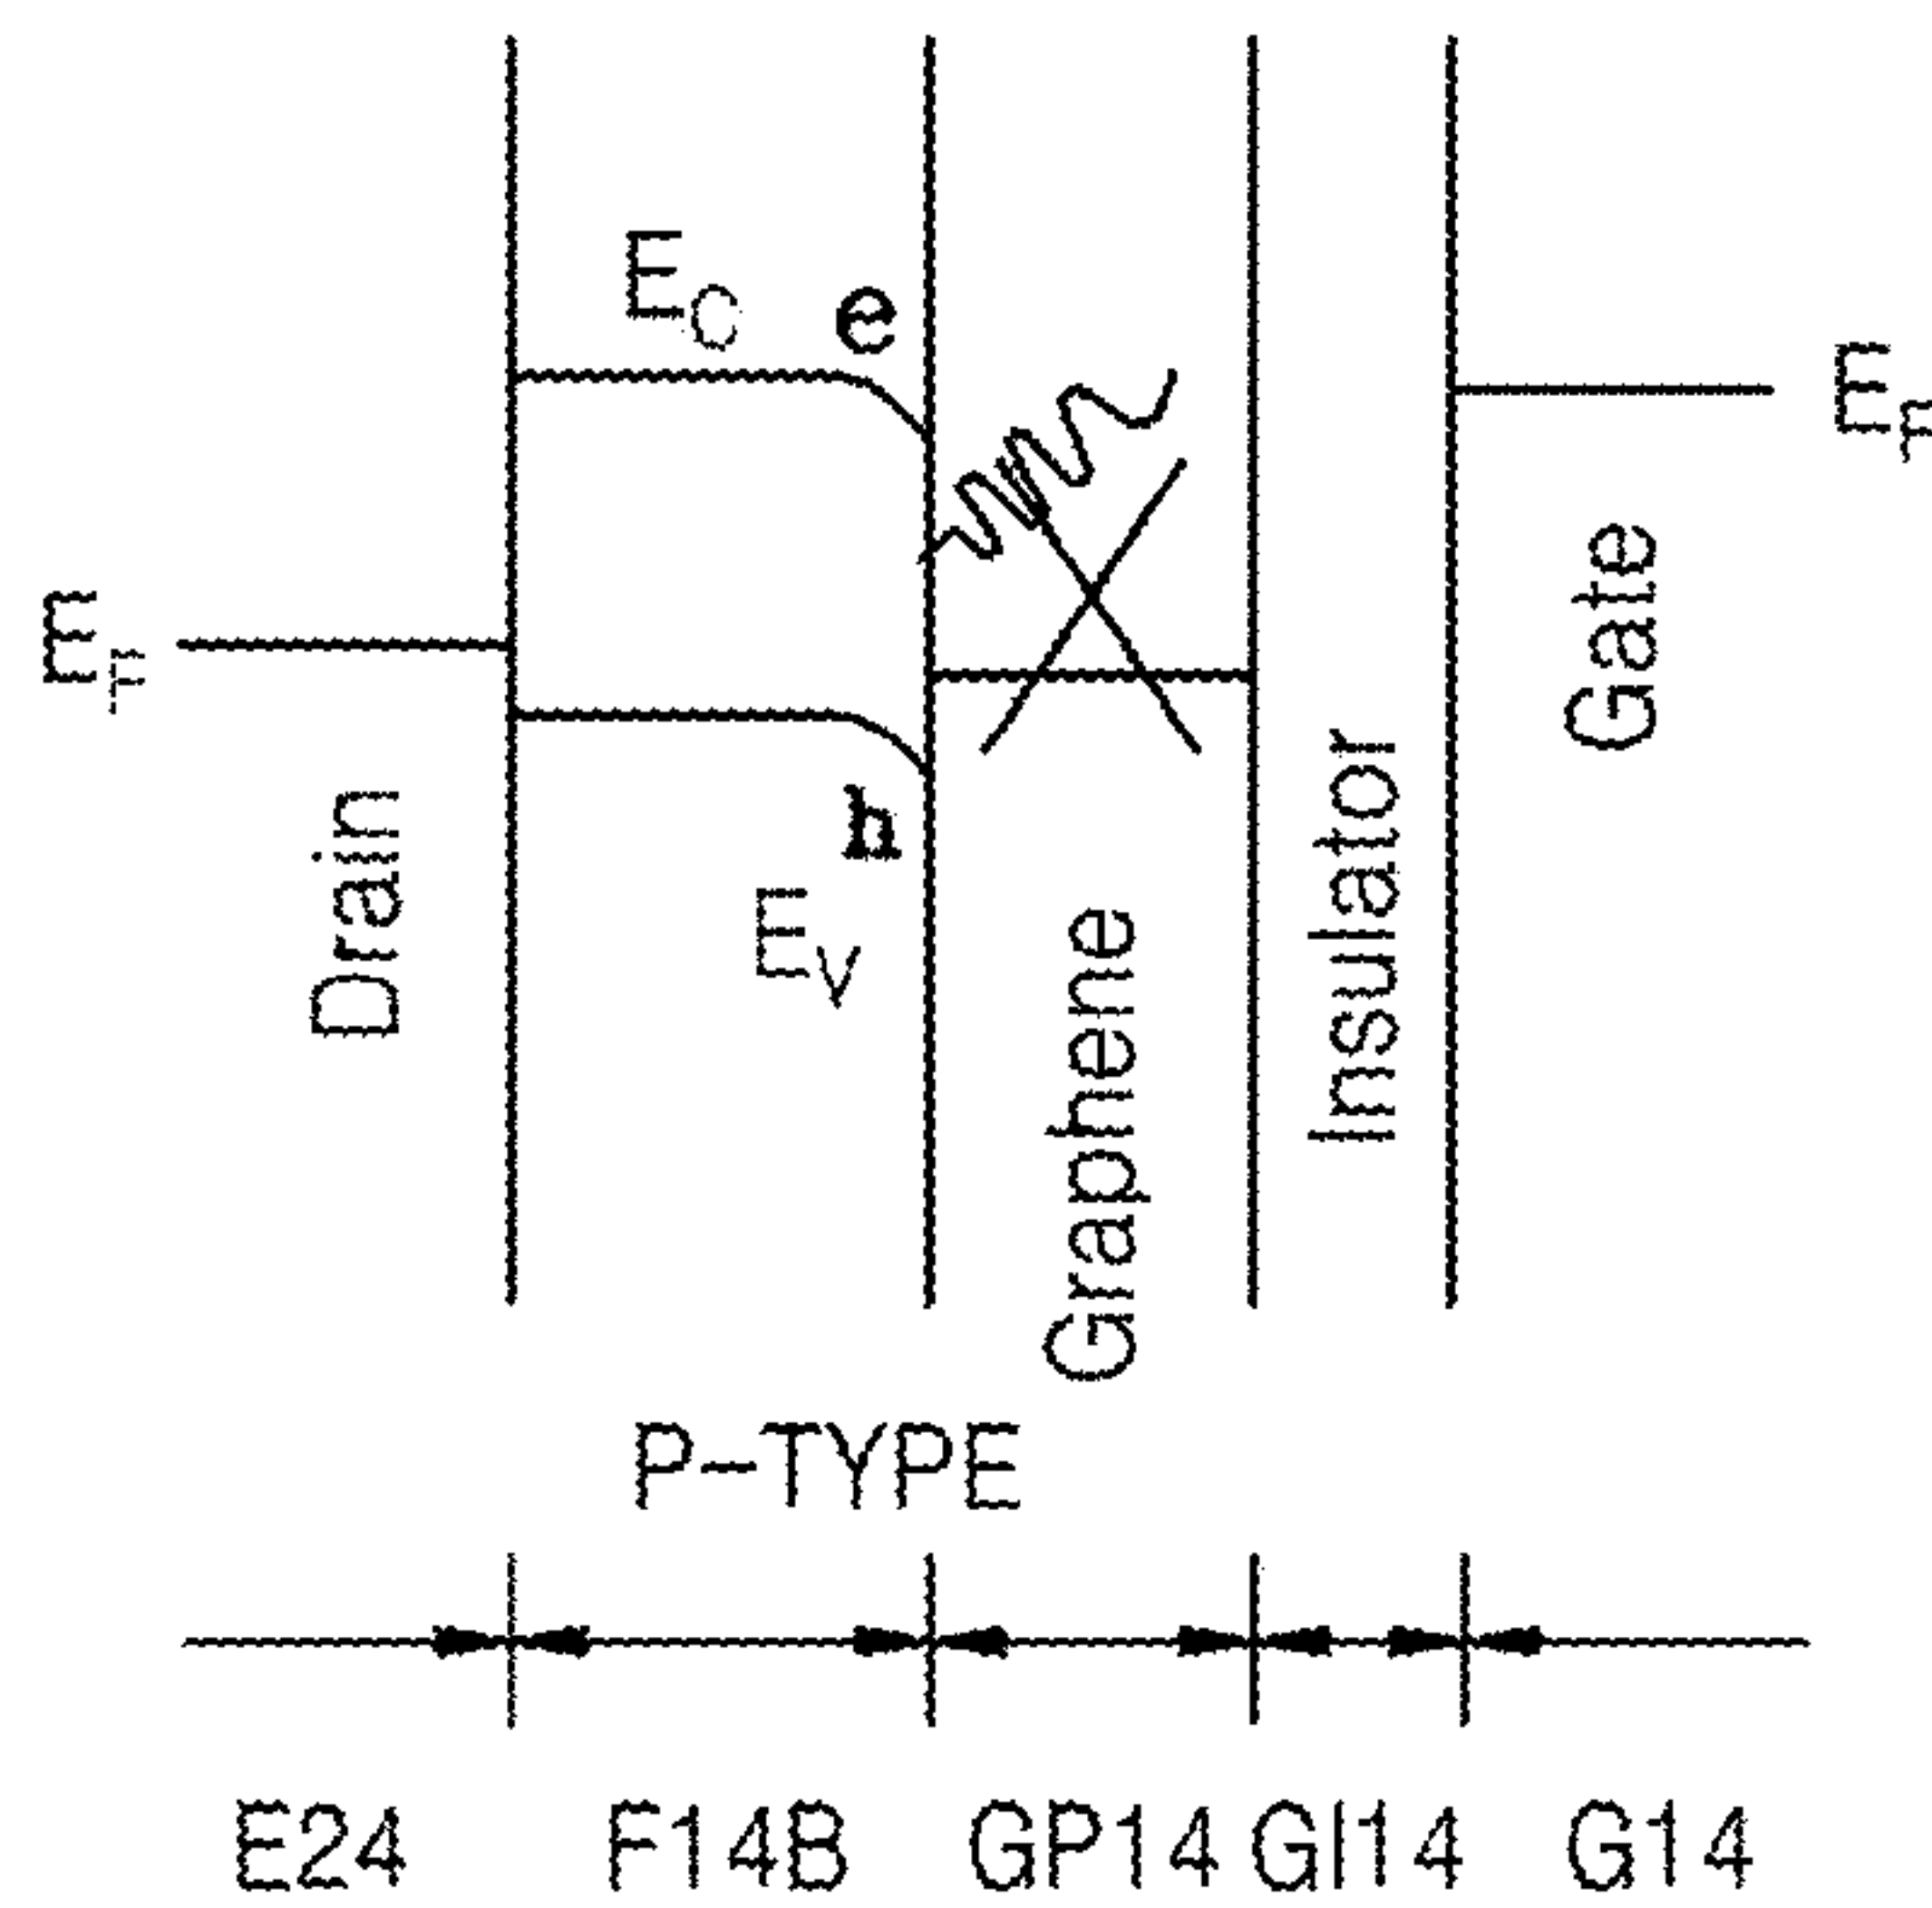 E_C
e
E_F
E_F
Gate
Drain
h
E_V
Insulator
Graphene
P-TYPE
E24 F14B GP14 GI14 G14